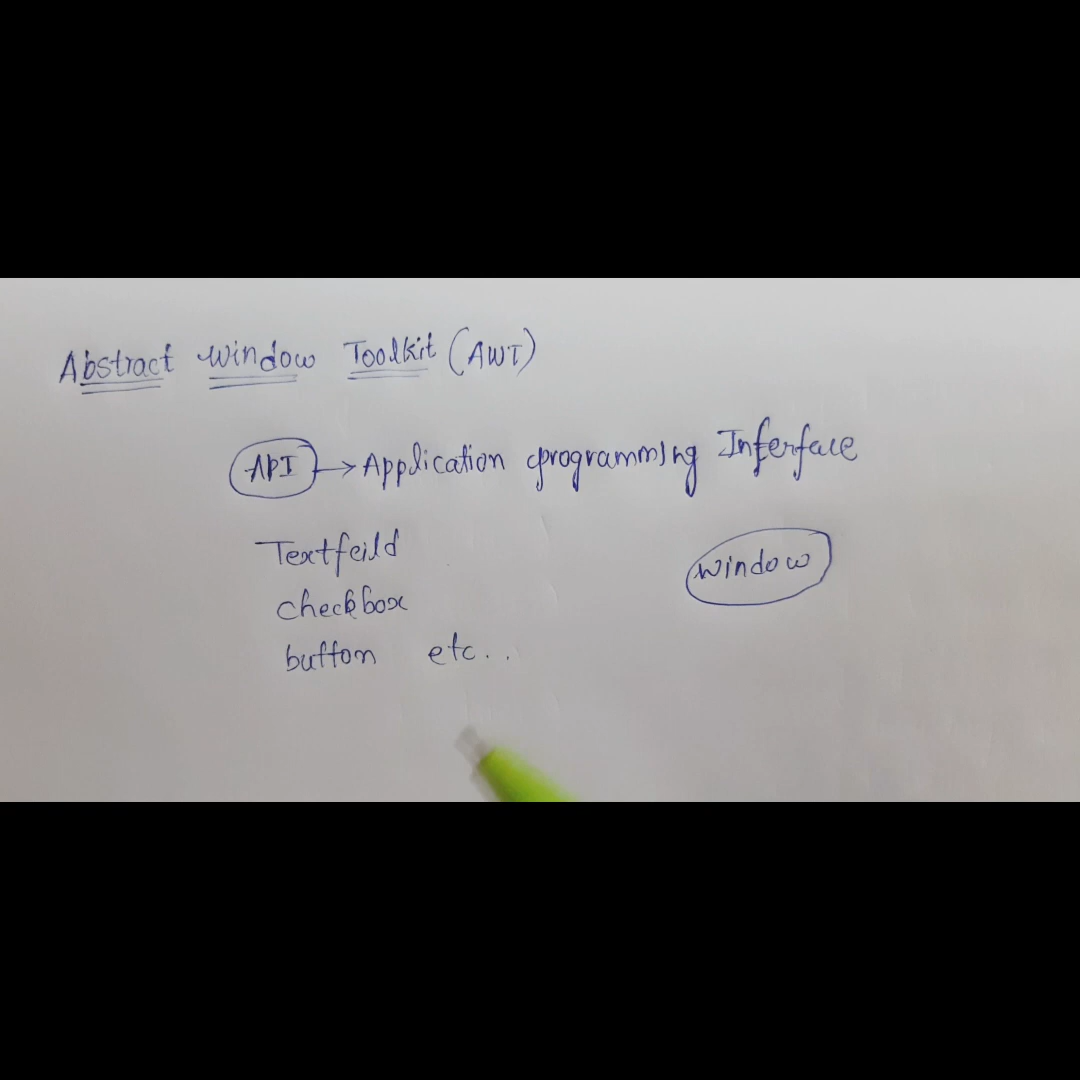 Abstract window Toolkit (AWT)
API → Application programming Interface
Textfeild
window
checkbox
button etc..